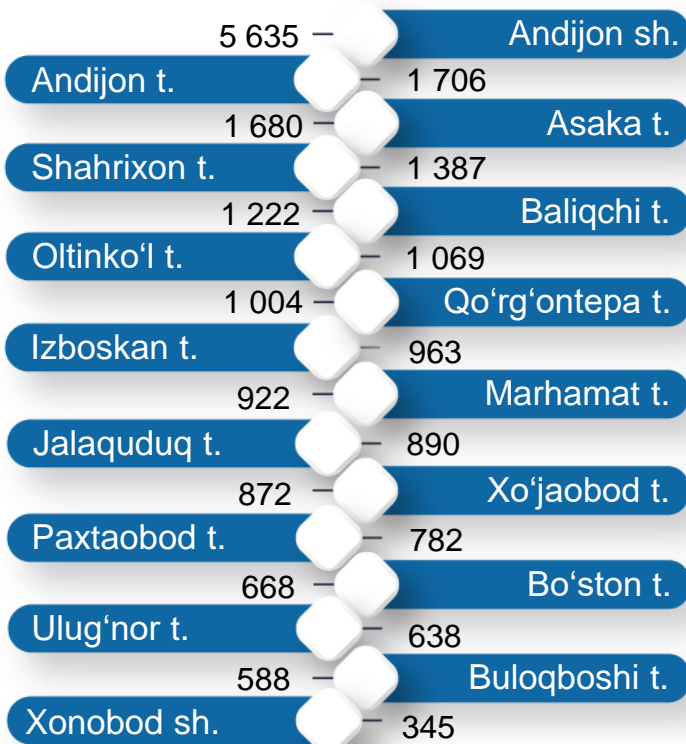 5 635 Andijon sh.
Andijon t. 1 706
1 680 Asaka t.
Shahrixon t. 1 387
1 222 Baliqchi t.
Oltinko‘l t. 1 069
1 004 Qo‘rg‘ontepa t.
Izboskan t. 963
922 Marhamat t.
Jalaquduq t. 890
872 Xo‘jaobod t.
Paxtaobod t. 782
668 Bo‘ston t.
Ulug‘nor t. 638
588 Buloqboshi t.
Xonobod sh. 345